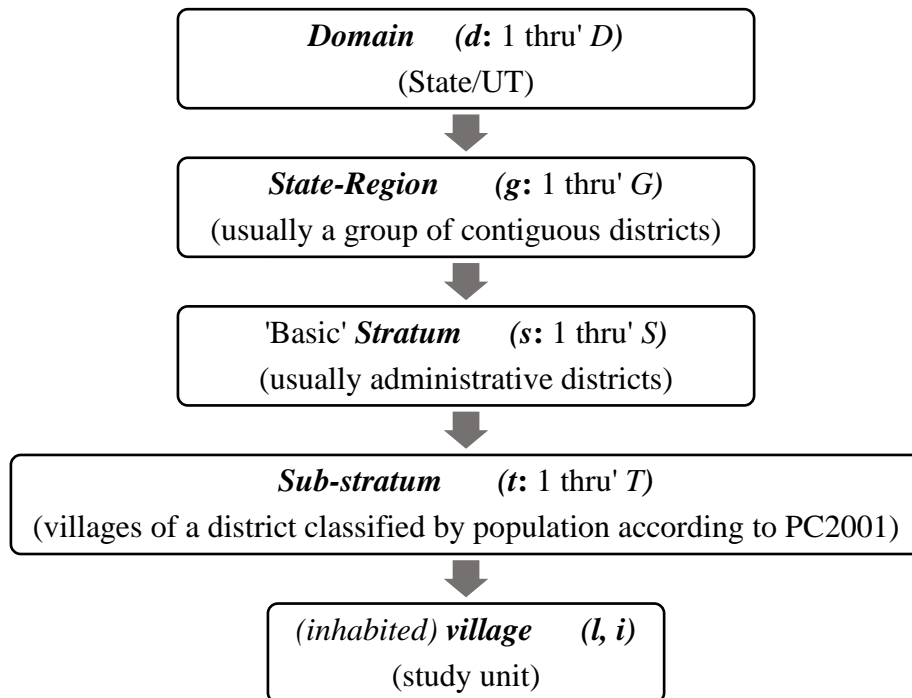 Domain (d: 1 thru' D)
(State/UT)
State-Region (g: 1 thru' G)
(usually a group of contiguous districts)
'Basic' Stratum (s: 1 thru' S)
(usually administrative districts)
Sub-stratum (t: 1 thru' T)
(villages of a district classified by population according to PC2001)
(inhabited) village (l, i)
(study unit)